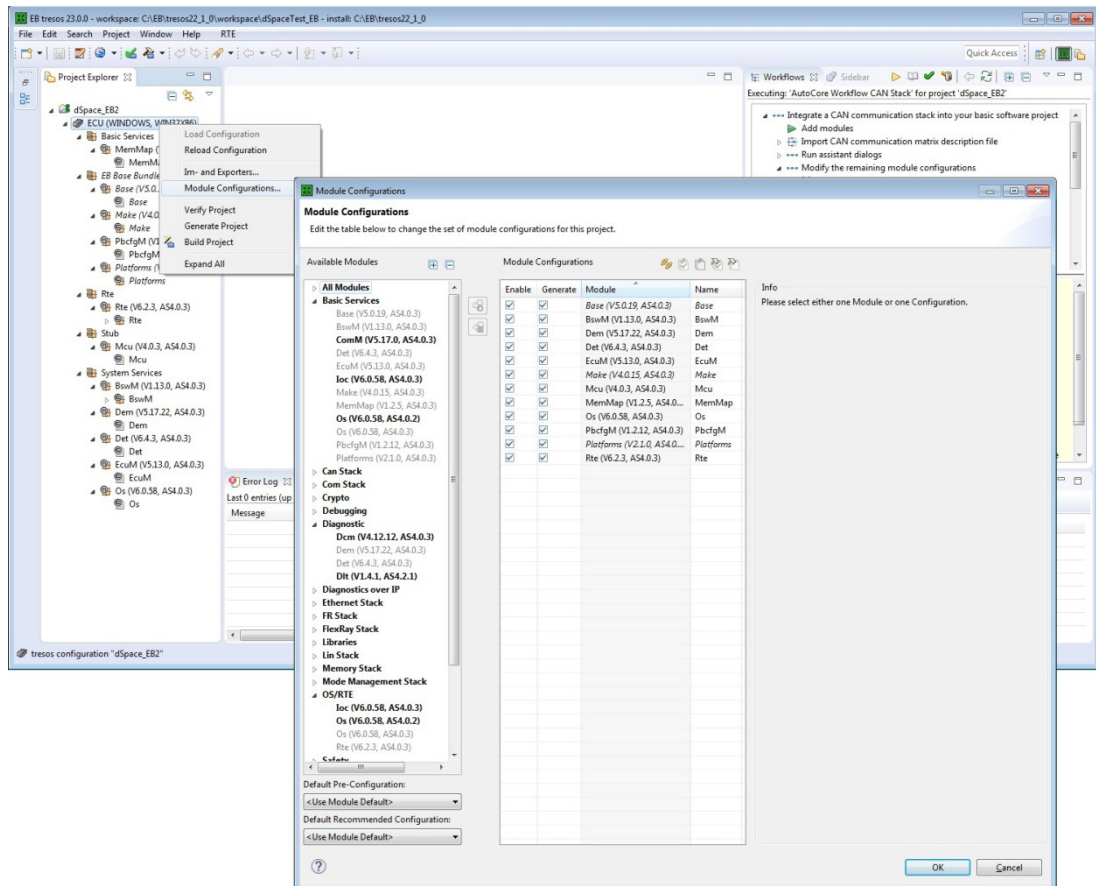 EB tresos 23.0.0 - workspace: C:\EB\tresos22_1_0\workspace\dSpaceTest_EB - install: C:\EB\tresos22_1_0
File Edit Search Project Window Help RTE
Quick Access
Project Explorer
dSpace_EB2
ECU (WINDOWS, WIN32X86)
Basic Services
MemMap (
MemM
EB Base Bundle
Base (V5.0.
Base
Make (V4.0
Make
PbcfgM (V1
PbcfgM
Platforms (
Platforms
Rte
Rte (V6.2.3, AS4.0.3)
Rte
Stub
Mcu (V4.0.3, AS4.0.3)
Mcu
System Services
BswM (V1.13.0, AS4.0.3)
BswM
Dem (V5.17.22, AS4.0.3)
Dem
Det (V6.4.3, AS4.0.3)
Det
EcuM (V5.13.0, AS4.0.3)
EcuM
Os (V6.0.58, AS4.0.3)
Os
tresos configuration "dSpace_EB2"
Load Configuration
Reload Configuration
Im- and Exporters...
Module Configurations...
Verify Project
Generate Project
Build Project
Expand All
Error Log
Last 0 entries (up
Message
Workflows Sidebar
Executing: 'AutoCore Workflow CAN Stack' for project 'dSpace_EB2'
Integrate a CAN communication stack into your basic software project
Add modules
Import CAN communication matrix description file
Run assistant dialogs
Modify the remaining module configurations
Module Configurations
Module Configurations
Edit the table below to change the set of module configurations for this project.
Available Modules
All Modules
Basic Services
Base (V5.0.19, AS4.0.3)
BswM (V1.13.0, AS4.0.3)
ComM (V5.17.0, AS4.0.3)
Det (V6.4.3, AS4.0.3)
EcuM (V5.13.0, AS4.0.3)
Ioc (V6.0.58, AS4.0.3)
Make (V4.0.15, AS4.0.3)
MemMap (V1.2.5, AS4.0.3)
Os (V6.0.58, AS4.0.2)
Os (V6.0.58, AS4.0.3)
PbcfgM (V1.2.12, AS4.0.3)
Platforms (V2.1.0, AS4.0.3)
Can Stack
Com Stack
Crypto
Debugging
Diagnostic
Dcm (V4.12.12, AS4.0.3)
Dem (V5.17.22, AS4.0.3)
Det (V6.4.3, AS4.0.3)
Dlt (V1.4.1, AS4.2.1)
Diagnostics over IP
Ethernet Stack
FR Stack
FlexRay Stack
Libraries
Lin Stack
Memory Stack
Mode Management Stack
OS/RTE
Ioc (V6.0.58, AS4.0.3)
Os (V6.0.58, AS4.0.2)
Os (V6.0.58, AS4.0.3)
Rte (V6.2.3, AS4.0.3)
Safety
Default Pre-Configuration:
<Use Module Default>
Default Recommended Configuration:
<Use Module Default>
Module Configurations
Enable Generate Module Name
Base (V5.0.19, AS4.0.3) Base
BswM (V1.13.0, AS4.0.3) BswM
Dem (V5.17.22, AS4.0.3) Dem
Det (V6.4.3, AS4.0.3) Det
EcuM (V5.13.0, AS4.0.3) EcuM
Make (V4.0.15, AS4.0.3) Make
Mcu (V4.0.3, AS4.0.3) Mcu
MemMap (V1.2.5, AS4.0... MemMap
Os (V6.0.58, AS4.0.3) Os
PbcfgM (V1.2.12, AS4.0.3) PbcfgM
Platforms (V2.1.0, AS4.0... Platforms
Rte (V6.2.3, AS4.0.3) Rte
Info
Please select either one Module or one Configuration.
OK Cancel